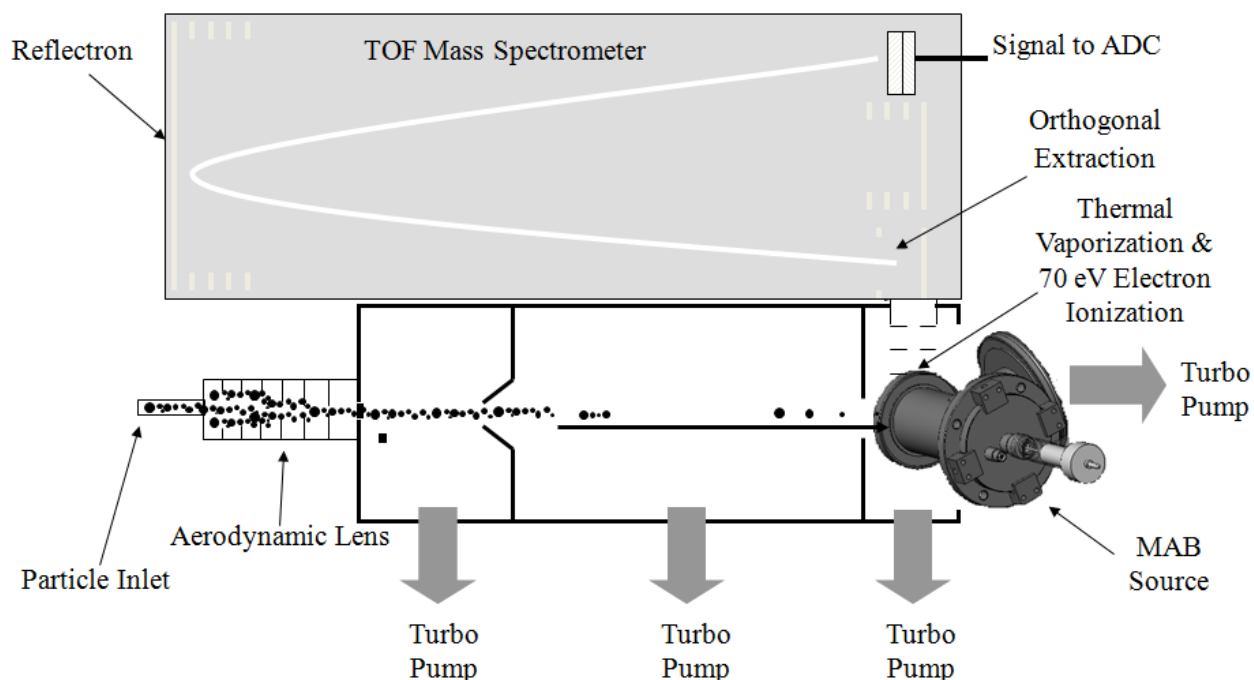 Reflectron
TOF Mass Spectrometer
Signal to ADC
Orthogonal
Extraction
Thermal
Vaporization &
70 eV Electron
Ionization
Turbo
Pump
Aerodynamic Lens
Particle Inlet
MAB
Source
Turbo
Pump
Turbo
Pump
Turbo
Pump